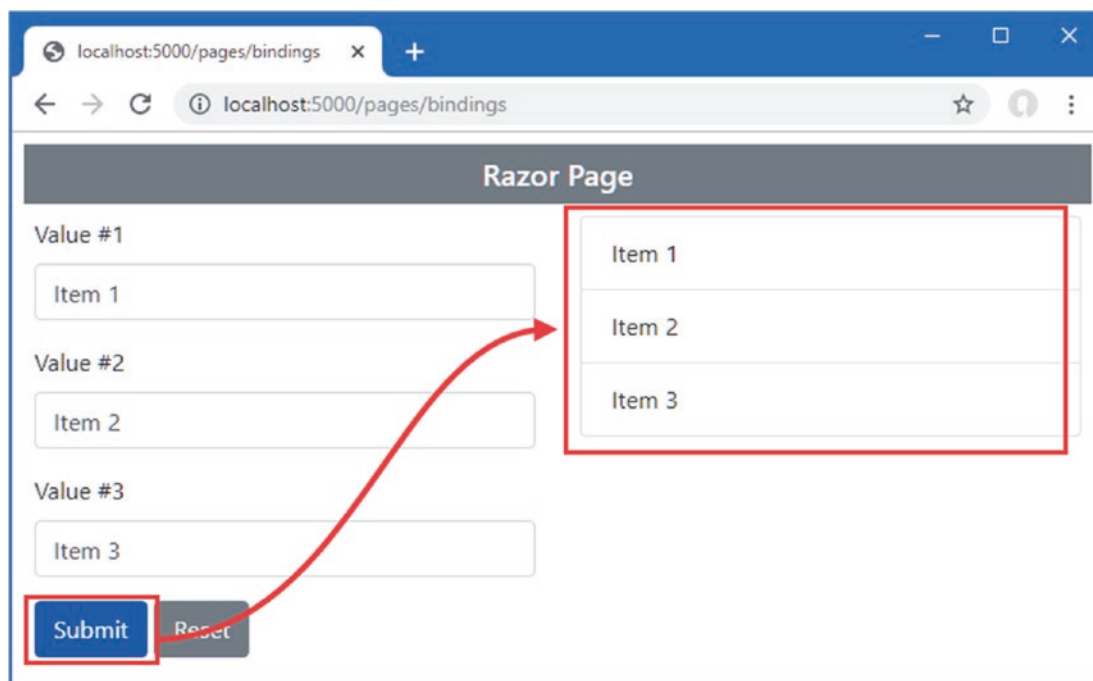 localhost:5000/pages/bindings
localhost:5000/pages/bindings
Razor Page
Value #1
Item 1
Value #2
Item 2
Value #3
Item 3
Submit
Reset
Item 1
Item 2
Item 3